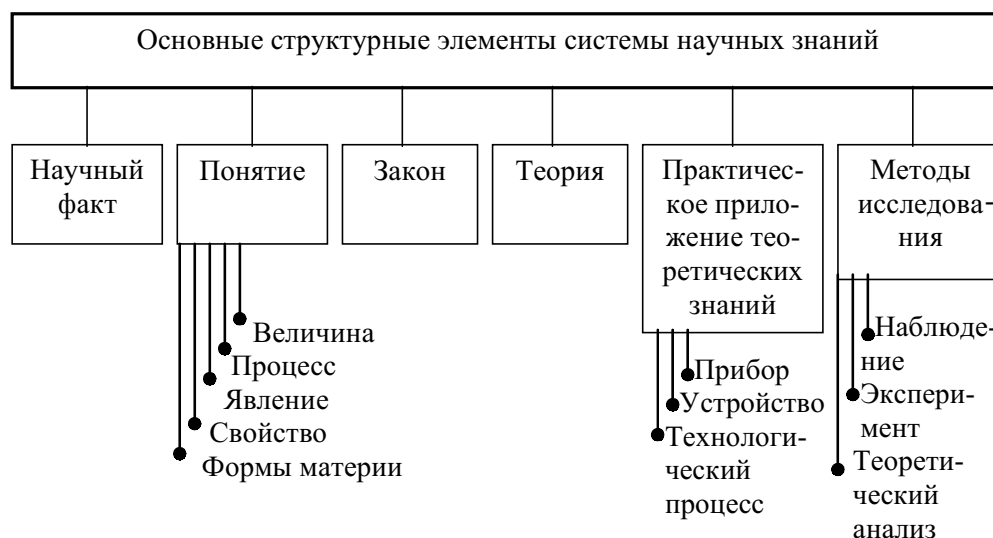 Основные структурные элементы системы научных знаний
Научный
факт
Понятие
Закон
Теория
Практичес-
кое прило-
жение тео-
ретических
знаний
Методы
исследова-
ния
Величина
Процесс
Явление
Свойство
Формы материи
Прибор
Устройство
Технологи-
ческий
процесс
Наблюде-
ние
Экспери-
мент
Теорети-
ческий
анализ